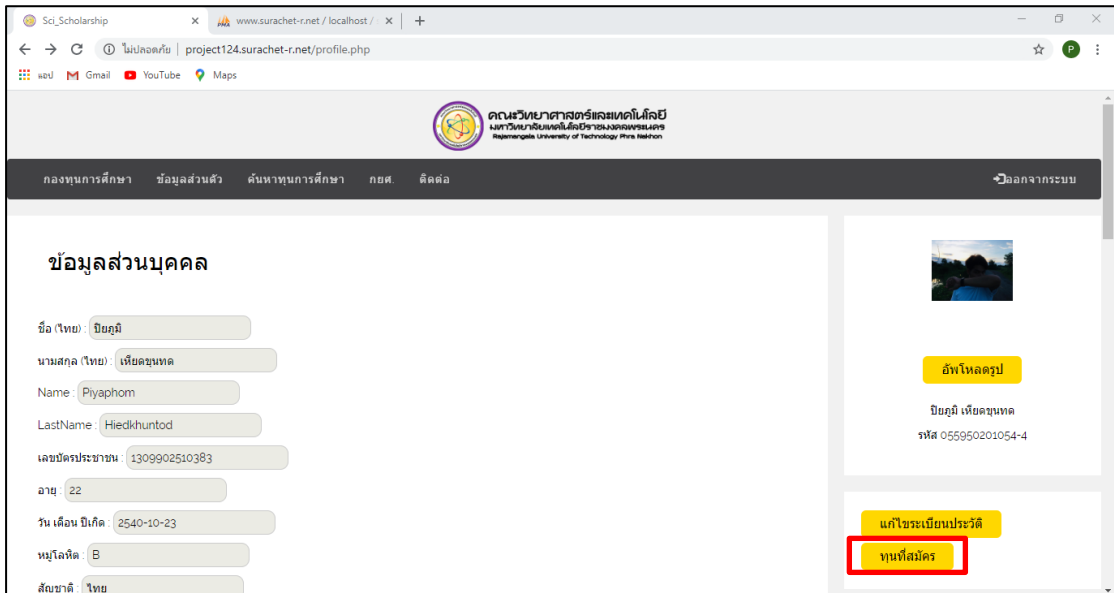 Sci_Scholarship
www.surachet-r.net / localhost /
ไม่ปลอดภัย | project124.surachet-r.net/profile.php
P
แอป Gmail YouTube Maps
คณะวิทยาศาสตร์และเทคโนโลยี
มหาวิทยาลัยเทคโนโลยีราชมงคลพระนคร
Rajamangala University of Technology Phra Nakhon
กองทุนการศึกษา ข้อมูลส่วนตัว ค้นหาทุนการศึกษา กยศ. ติดต่อ ออกจากระบบ
ข้อมูลส่วนบุคคล
ชื่อ (ไทย) : ปิยภูมิ
นามสกุล (ไทย) : เหียดขุนทด
Name : Piyaphom
LastName : Hiedkhuntod
เลขบัตรประชาชน : 1309902510383
อายุ : 22
วัน เดือน ปีเกิด : 2540-10-23
หมู่โลหิต : B
สัญชาติ : ไทย
อัพโหลดรูป
ปิยภูมิ เหียดขุนทด
รหัส 055950201054-4
แก้ไขระเบียนประวัติ
ทุนที่สมัคร